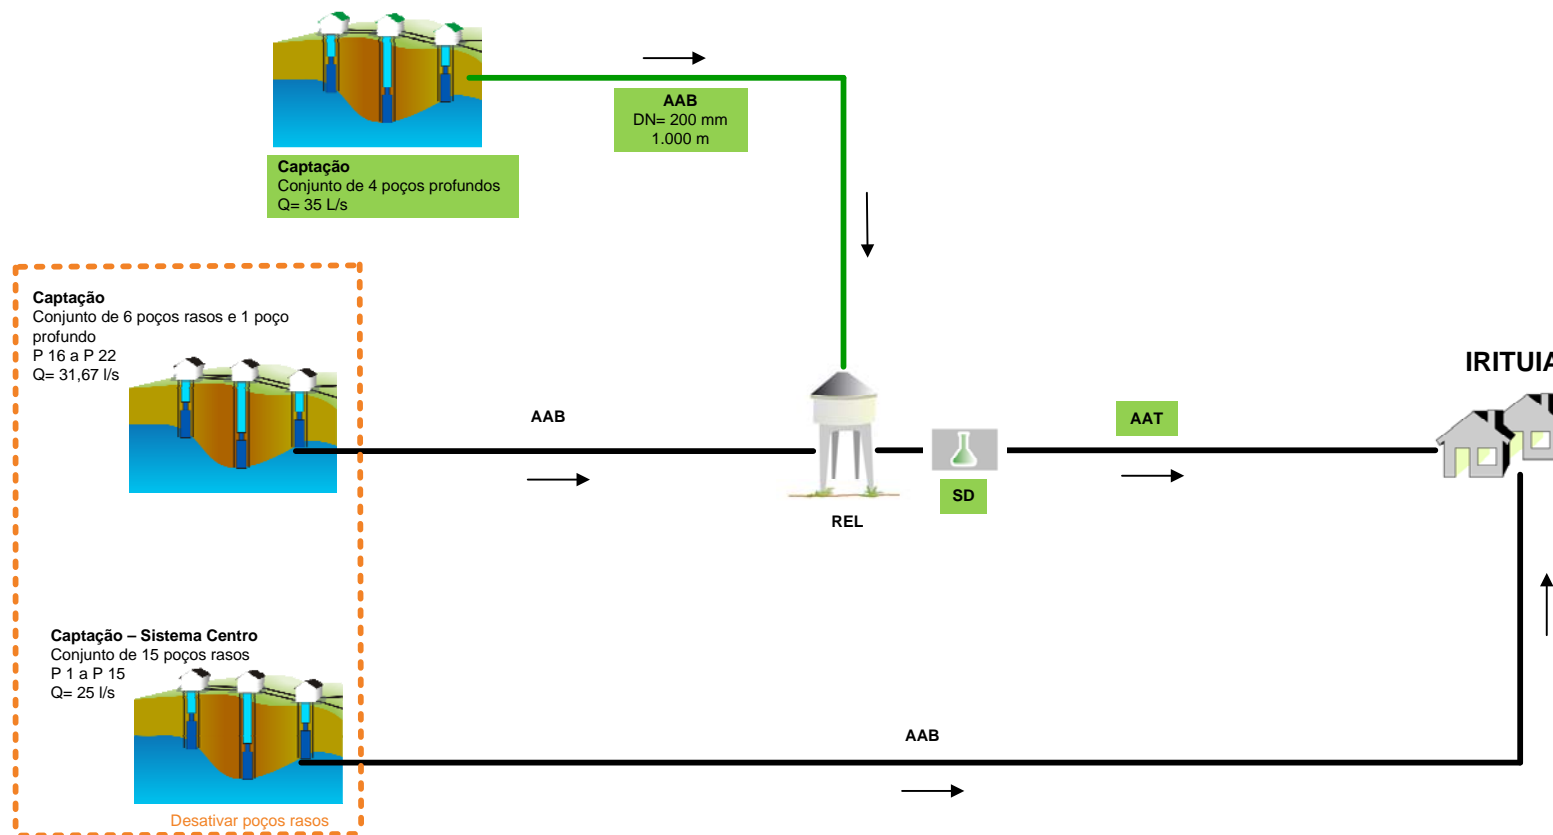 AAB
DN= 200 mm
1.000 m
Captação
Conjunto de 4 poços profundos
Q= 35 L/s
Captação
Conjunto de 6 poços rasos e 1 poço
profundo
P 16 a P 22
Q= 31,67 l/s
AAB
REL
SD
AAT
IRITUIA
Captação – Sistema Centro
Conjunto de 15 poços rasos
P 1 a P 15
Q= 25 l/s
AAB
Desativar poços rasos